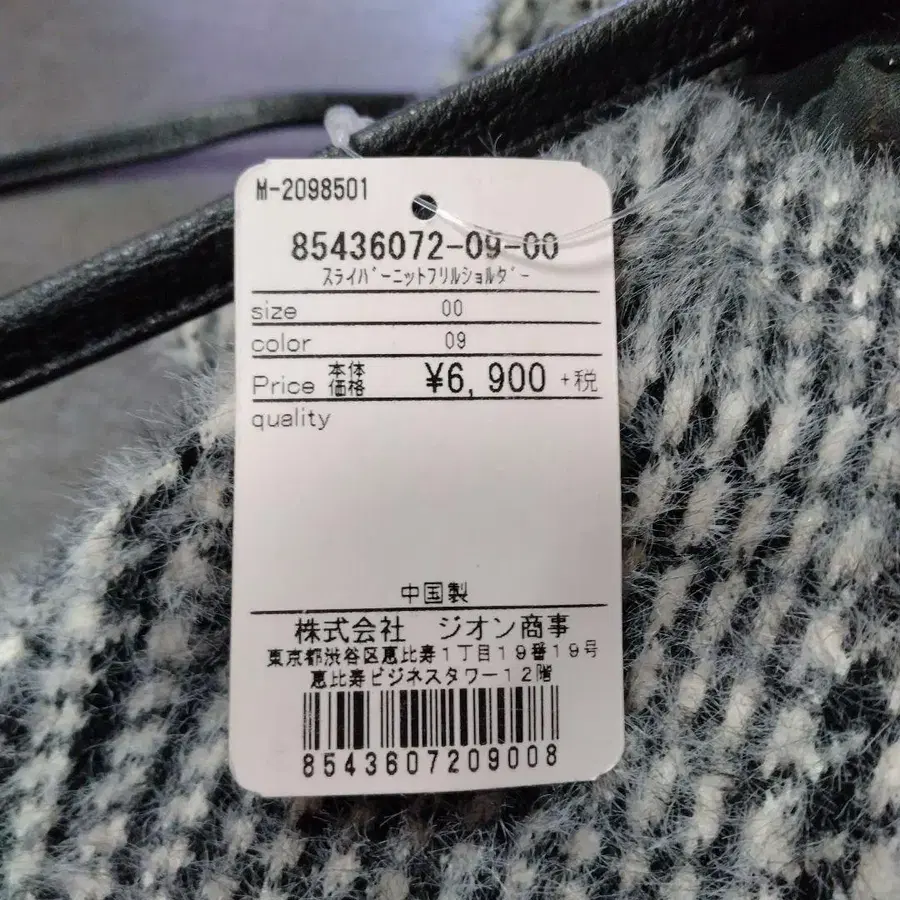 M-2098501
85436072-09-00
スライバーニットフリルショルダー
size 00
color 09
Price 本体価格 ¥6,900 +税
quality
中国製
株式会社 ジオン商事
東京都渋谷区恵比寿1丁目19番19号
恵比寿ビジネスタワー12階
8543607209008